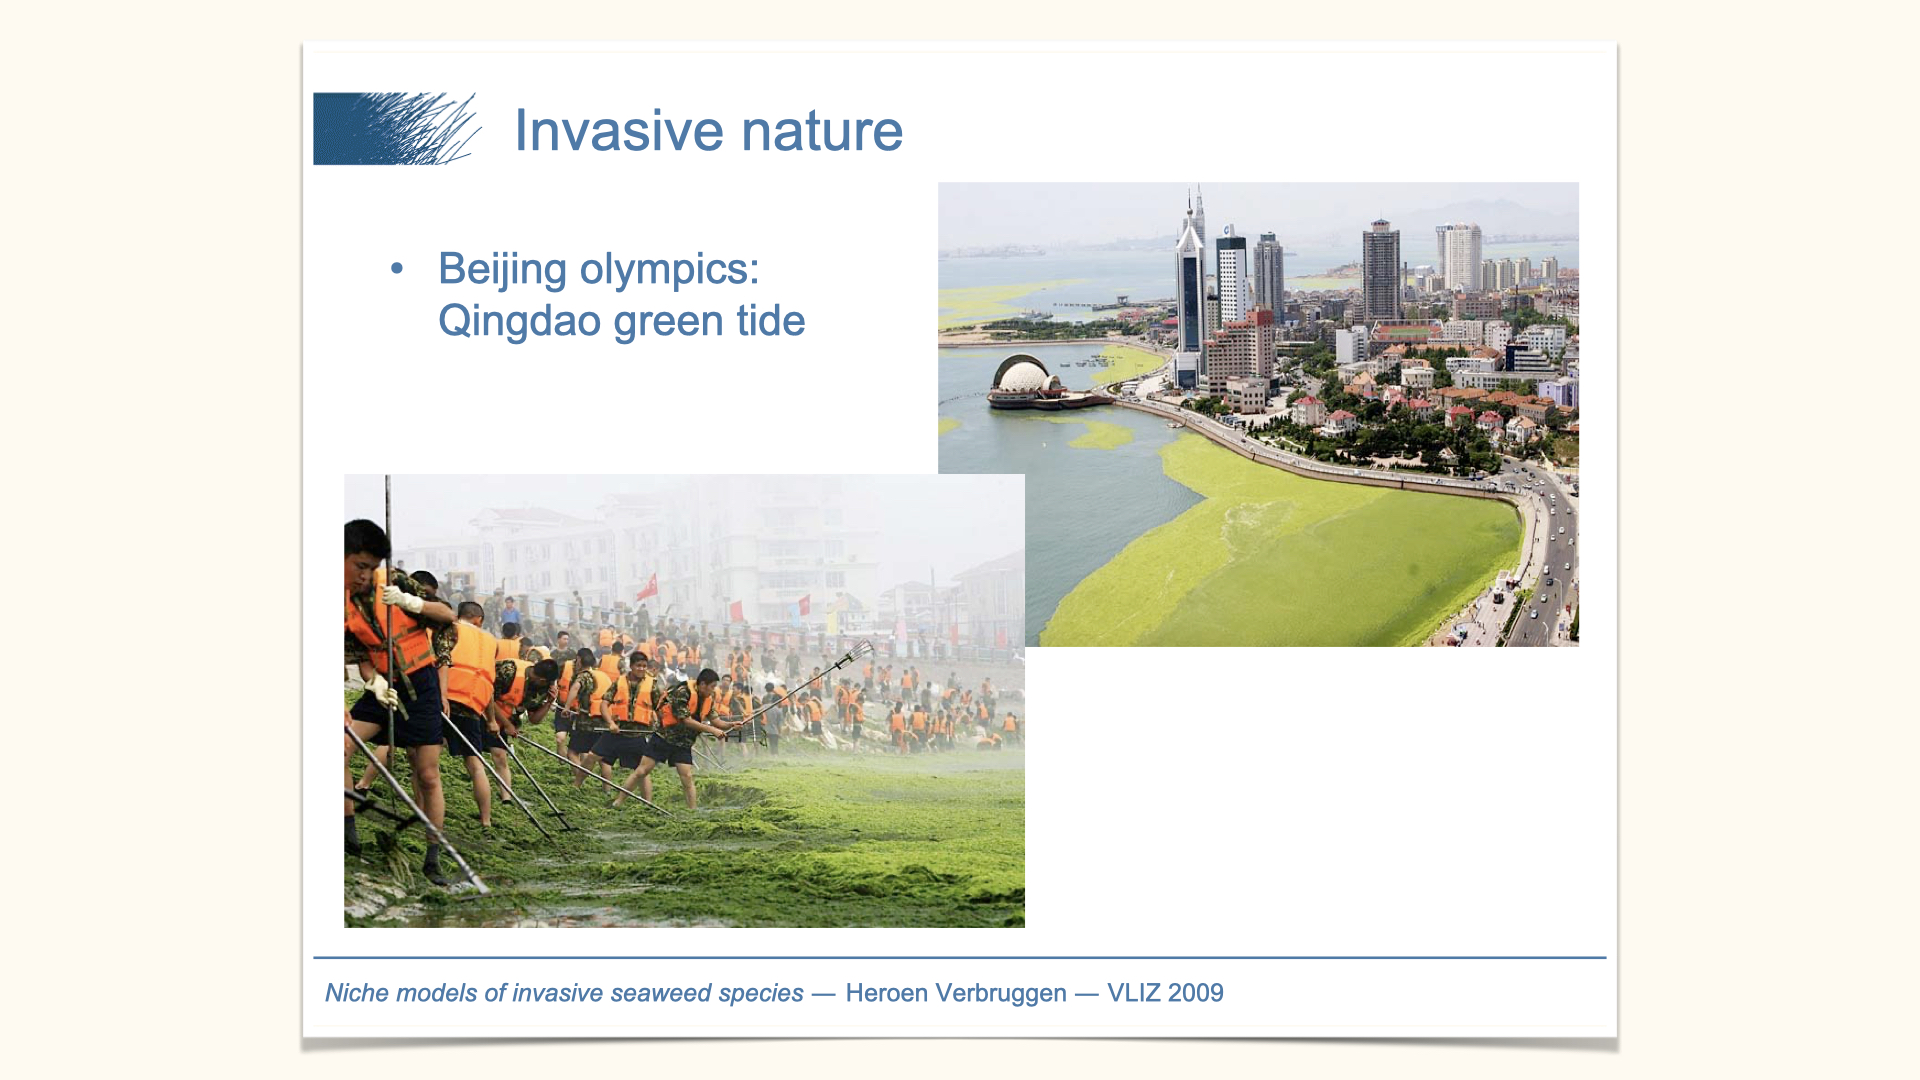 Invasive nature
• Beijing olympics:
Qingdao green tide
Niche models of invasive seaweed species — Heroen Verbruggen — VLIZ 2009